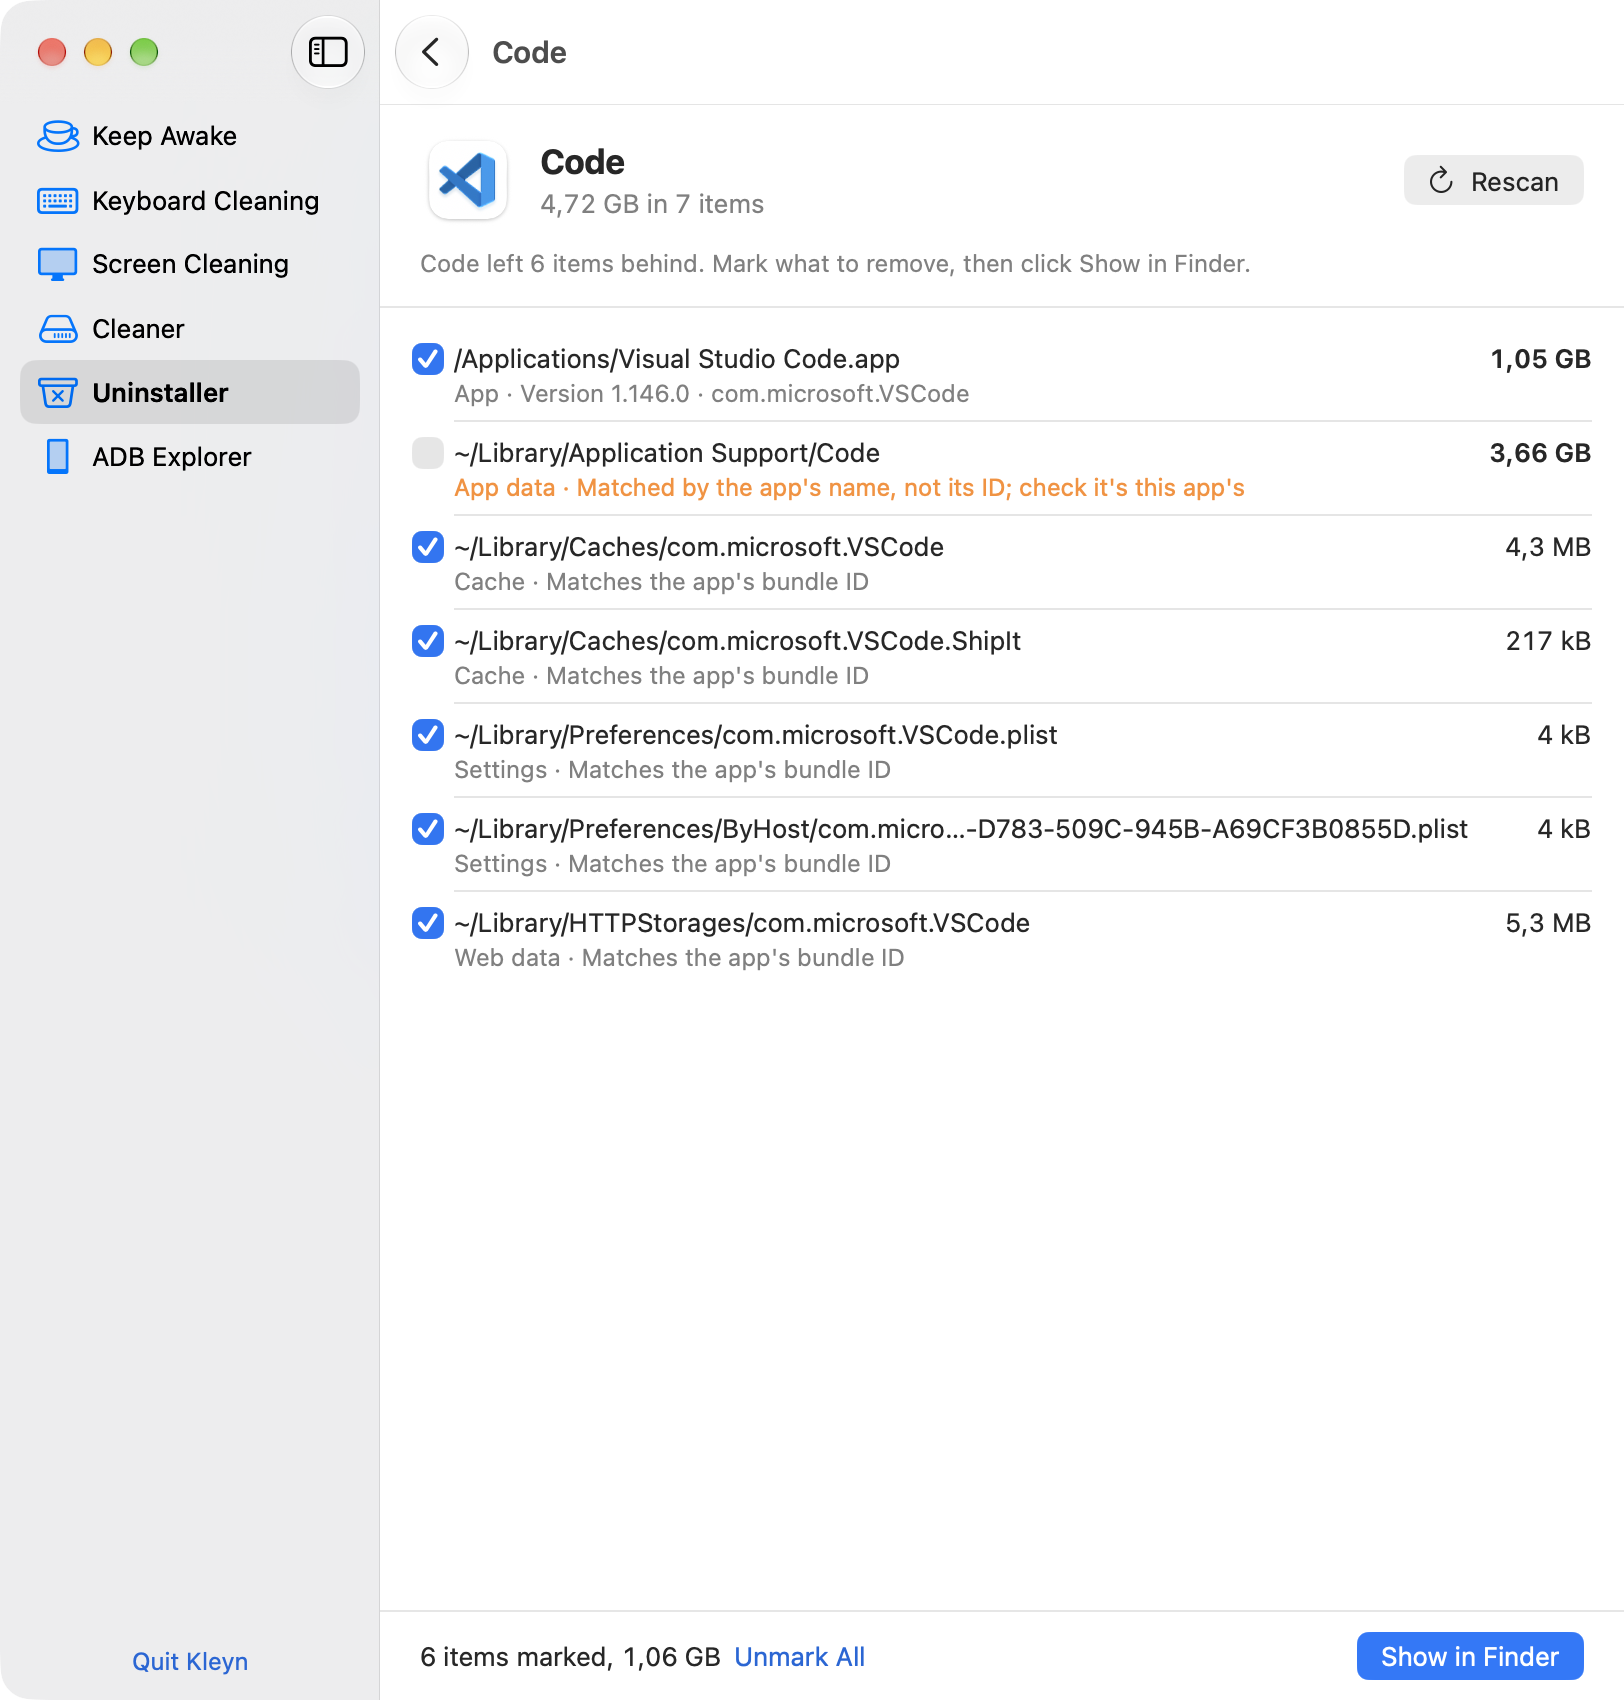 Code
Keep Awake
Keyboard Cleaning
Screen Cleaning
Cleaner
Uninstaller
ADB Explorer
Quit Kleyn
Code
4,72 GB in 7 items
Rescan
Code left 6 items behind. Mark what to remove, then click Show in Finder.
/Applications/Visual Studio Code.app 1,05 GB
App · Version 1.146.0 · com.microsoft.VSCode
~/Library/Application Support/Code 3,66 GB
App data · Matched by the app's name, not its ID; check it's this app's
~/Library/Caches/com.microsoft.VSCode 4,3 MB
Cache · Matches the app's bundle ID
~/Library/Caches/com.microsoft.VSCode.ShipIt 217 kB
Cache · Matches the app's bundle ID
~/Library/Preferences/com.microsoft.VSCode.plist 4 kB
Settings · Matches the app's bundle ID
~/Library/Preferences/ByHost/com.micro...-D783-509C-945B-A69CF3B0855D.plist 4 kB
Settings · Matches the app's bundle ID
~/Library/HTTPStorages/com.microsoft.VSCode 5,3 MB
Web data · Matches the app's bundle ID
6 items marked, 1,06 GB Unmark All
Show in Finder